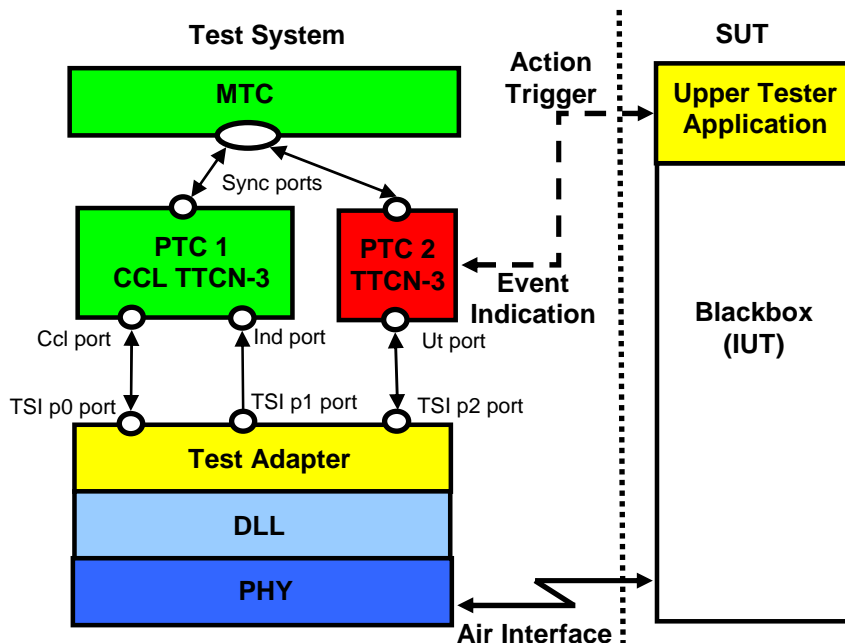 Test System
SUT
MTC
Action
Trigger
Upper Tester
Application
Sync ports
PTC 1
CCL TTCN-3
PTC 2
TTCN-3
Event
Indication
Blackbox
(IUT)
Ccl port
Ind port
Ut port
TSI p0 port
TSI p1 port
TSI p2 port
Test Adapter
DLL
PHY
Air Interface